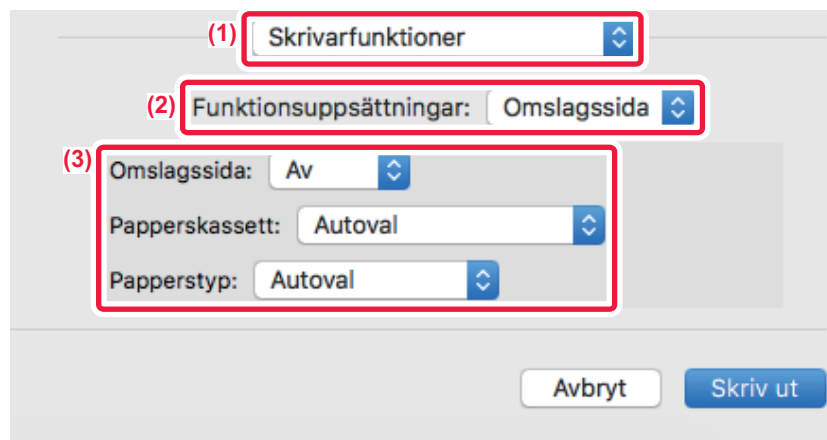 (1) Skrivarfunktioner
(2) Funktionsuppsättningar: Omslagssida
(3) Omslagssida: Av
Papperskassett: Autoval
Papperstyp: Autoval
Avbryt Skriv ut